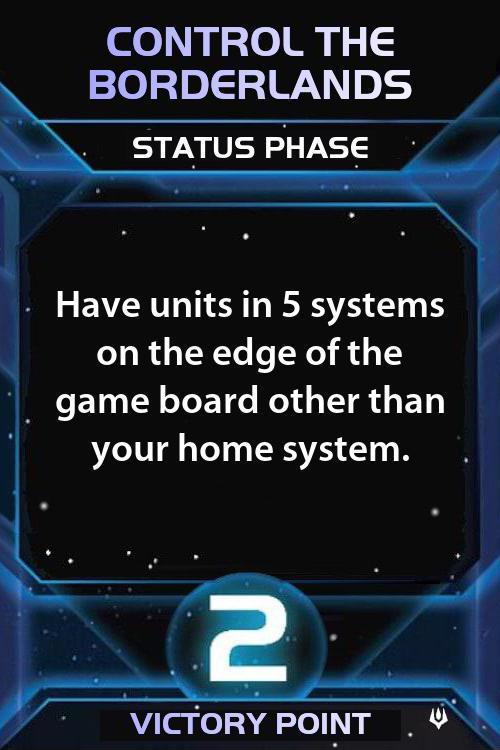 CONTROL THE
BORDERLANDS
STATUS PHASE
Have units in 5 systems
on the edge of the
game board other than
your home system.
2
VICTORY POINT